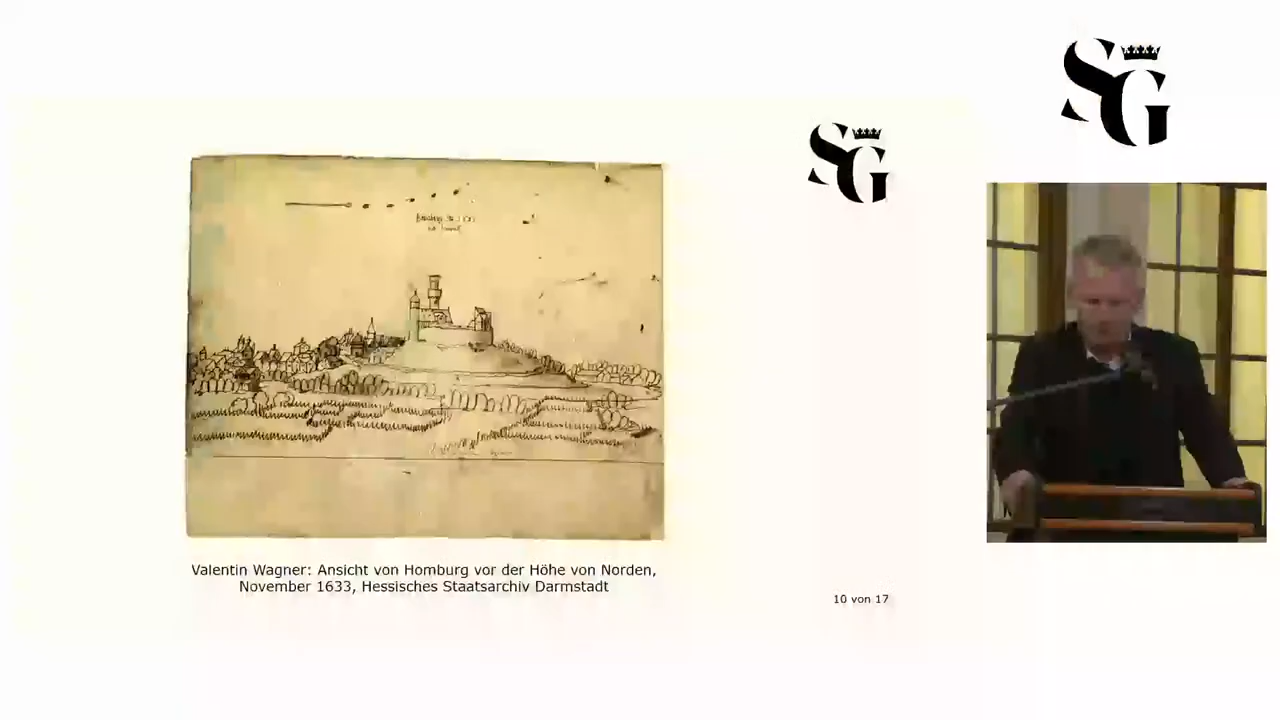 SG
SG
Valentin Wagner: Ansicht von Homburg vor der Höhe von Norden,
November 1633, Hessisches Staatsarchiv Darmstadt
10 von 17